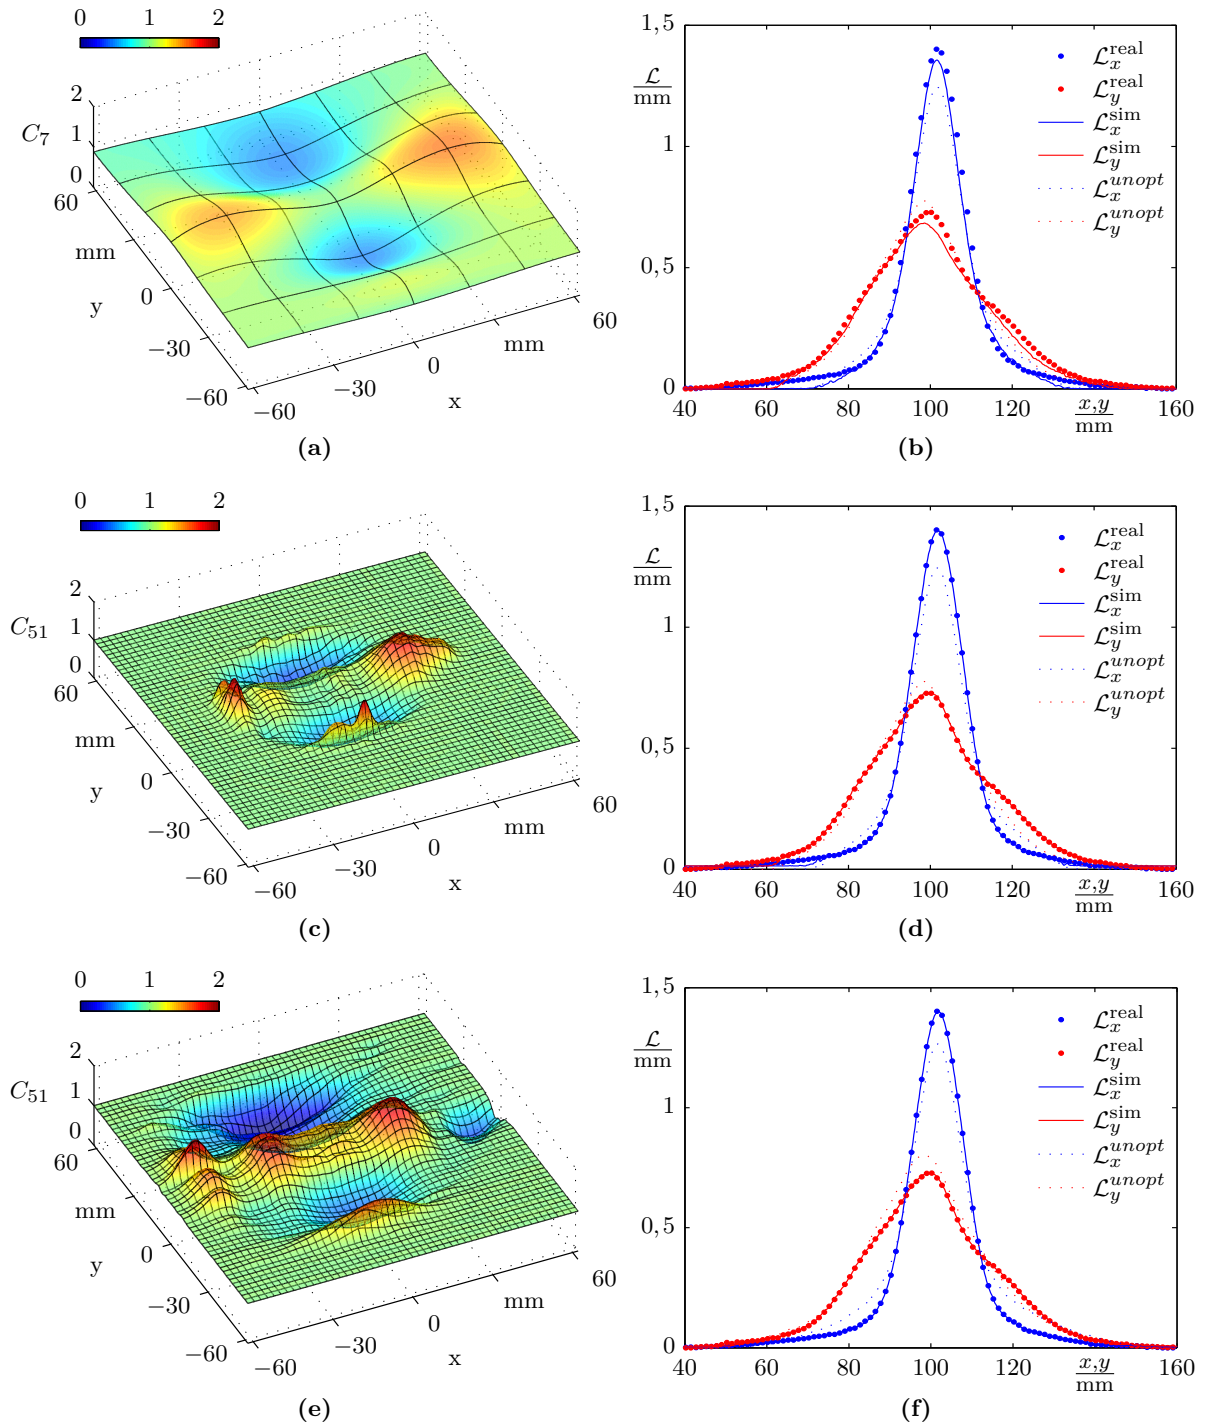 0 1 2
2
C₇
1
0
60
mm
0
y
−30
−60
−60
−30
0
mm
60
x
(a)
1,5
ℒ/mm
1
0,5
0
40 60 80 100 120 x,y/mm 160
ℒ_x^real
ℒ_y^real
ℒ_x^sim
ℒ_y^sim
ℒ_x^unopt
ℒ_y^unopt
(b)
0 1 2
2
C₅₁
1
0
60
mm
0
y
−30
−60
−60
−30
0
mm
60
x
(c)
1,5
ℒ/mm
1
0,5
0
40 60 80 100 120 x,y/mm 160
ℒ_x^real
ℒ_y^real
ℒ_x^sim
ℒ_y^sim
ℒ_x^unopt
ℒ_y^unopt
(d)
0 1 2
2
C₅₁
1
0
60
mm
0
y
−30
−60
−60
−30
0
mm
60
x
(e)
1,5
ℒ/mm
1
0,5
0
40 60 80 100 120 x,y/mm 160
ℒ_x^real
ℒ_y^real
ℒ_x^sim
ℒ_y^sim
ℒ_x^unopt
ℒ_y^unopt
(f)